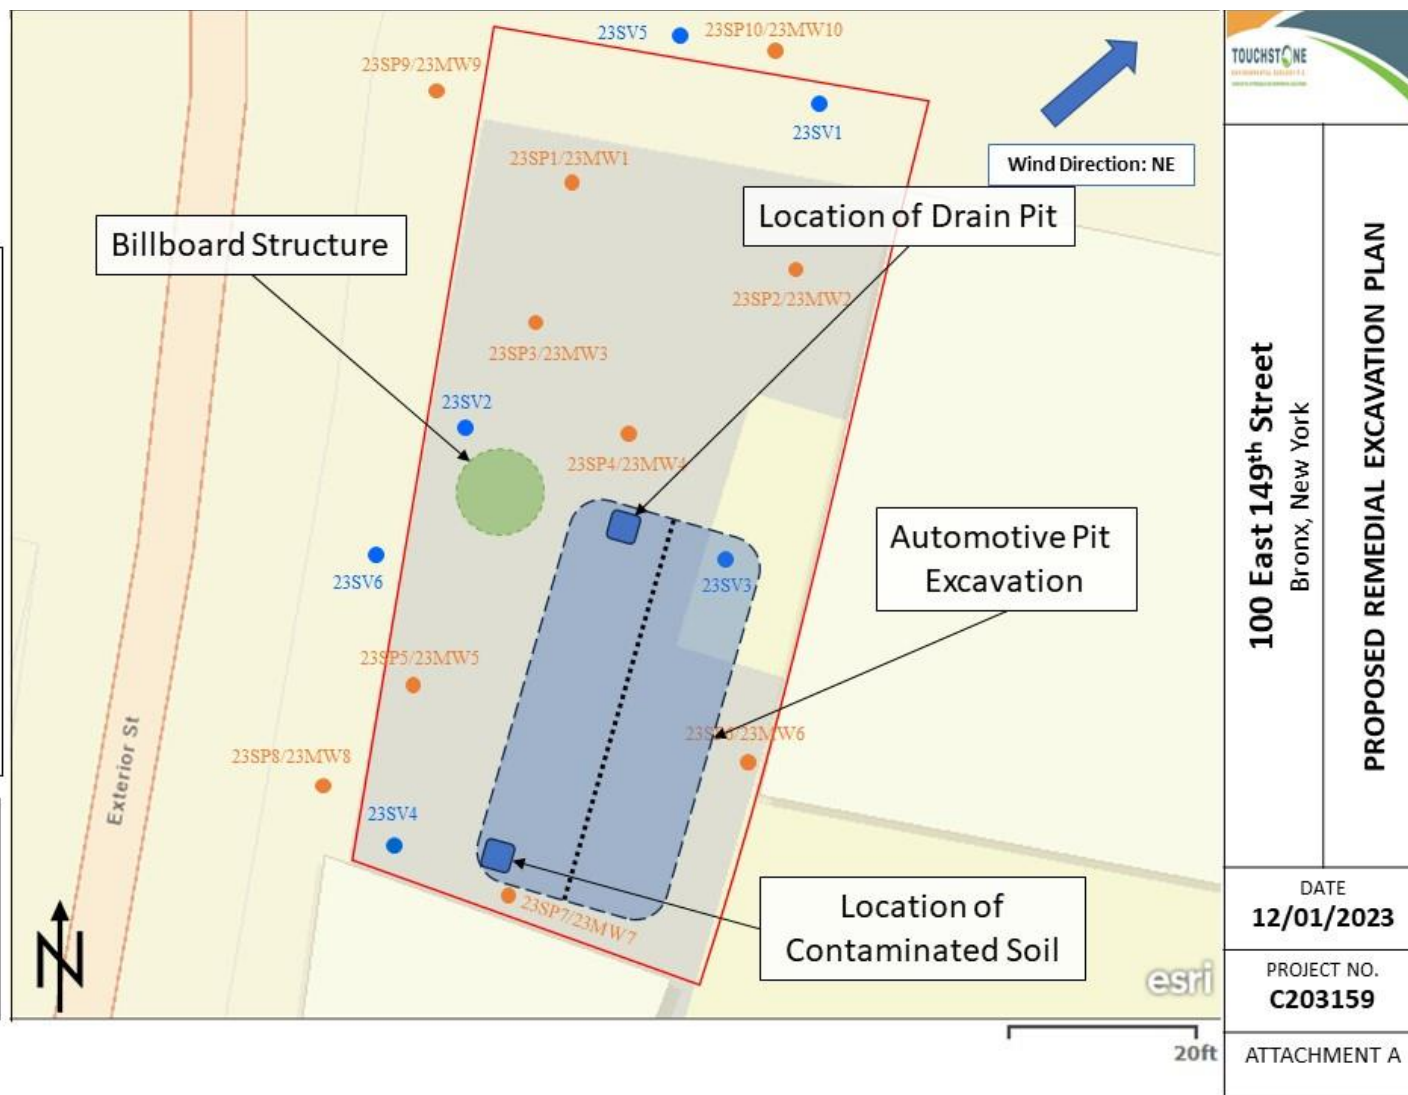 23SV5
23SP10/23MW10
23SP9/23MW9
23SV1
TOUCHSTONE
Wind Direction: NE
23SP1/23MW1
Location of Drain Pit
Billboard Structure
23SP2/23MW2
23SP3/23MW3
23SV2
23SP4/23MW4
Automotive Pit
Excavation
23SV6
23SV3
23SP5/23MW5
23SP6/23MW6
23SP8/23MW8
Exterior St
23SV4
23SP7/23MW7
Location of
Contaminated Soil
N
esri
20ft
100 East 149th Street
Bronx, New York
PROPOSED REMEDIAL EXCAVATION PLAN
DATE
12/01/2023
PROJECT NO.
C203159
ATTACHMENT A